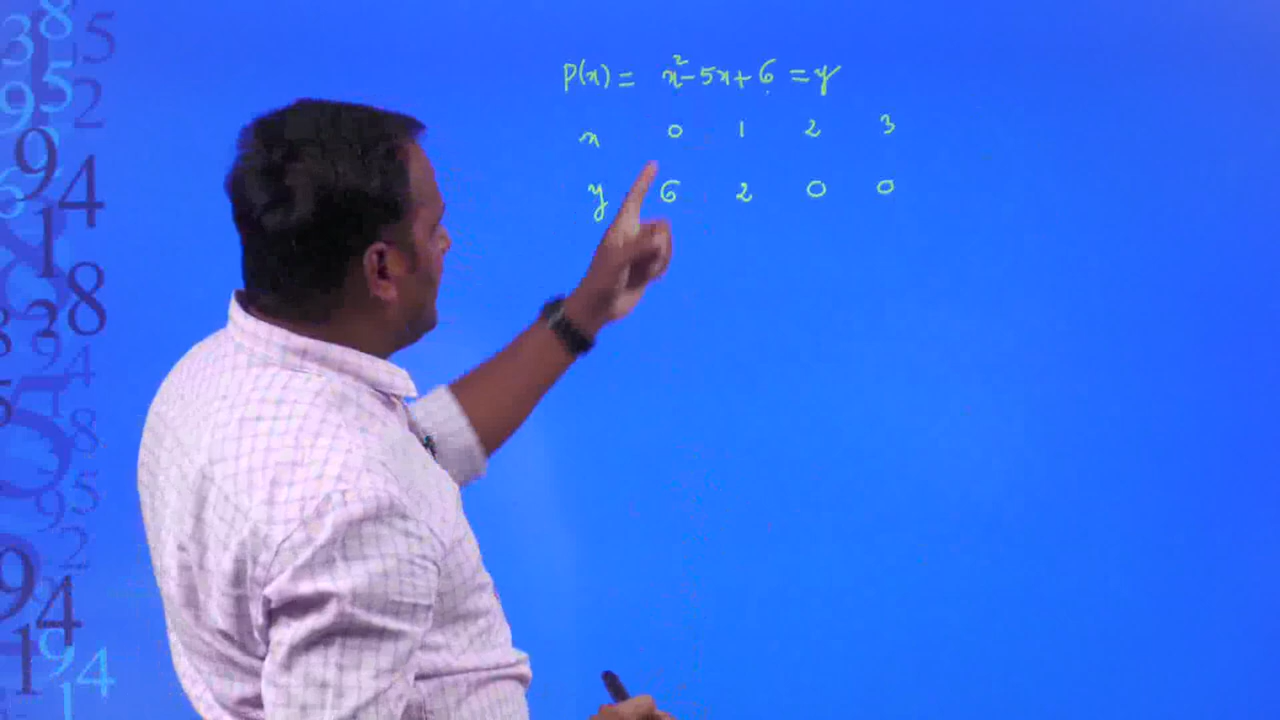 P(x) = x² - 5x + 6 = y
x 0 1 2 3
y 6 2 0 0